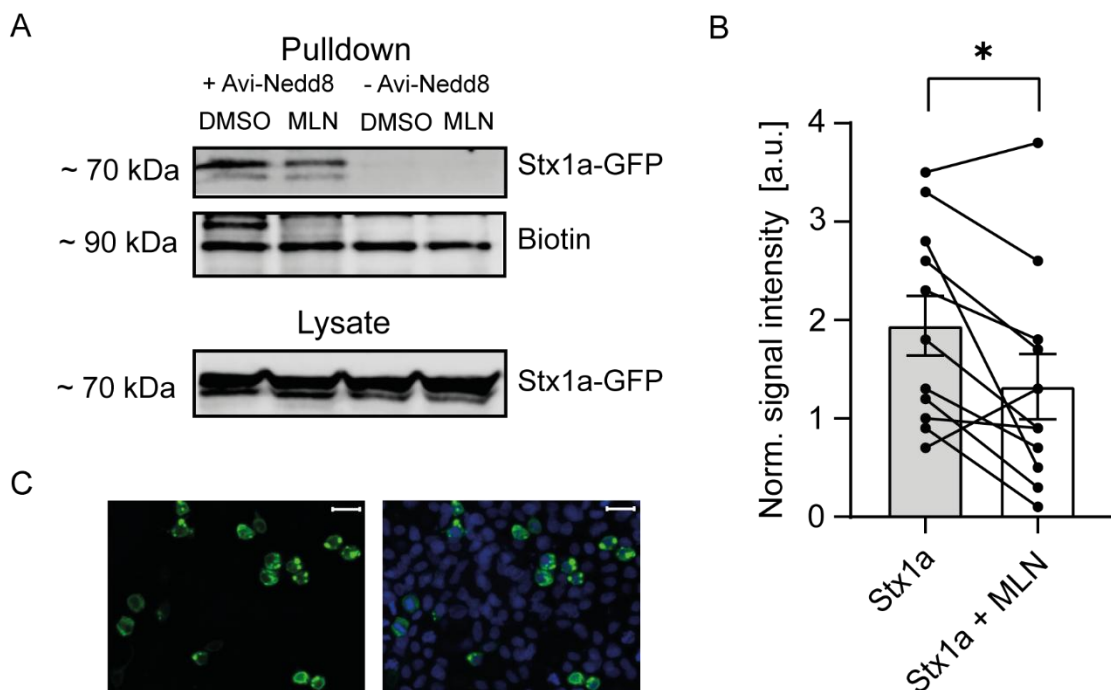 A
Pulldown
+ Avi-Nedd8 - Avi-Nedd8
DMSO MLN DMSO MLN
~ 70 kDa Stx1a-GFP
~ 90 kDa Biotin
Lysate
~ 70 kDa Stx1a-GFP
B
*
Norm. signal intensity [a.u.]
4
3
2
1
0
Stx1a
Stx1a + MLN
C